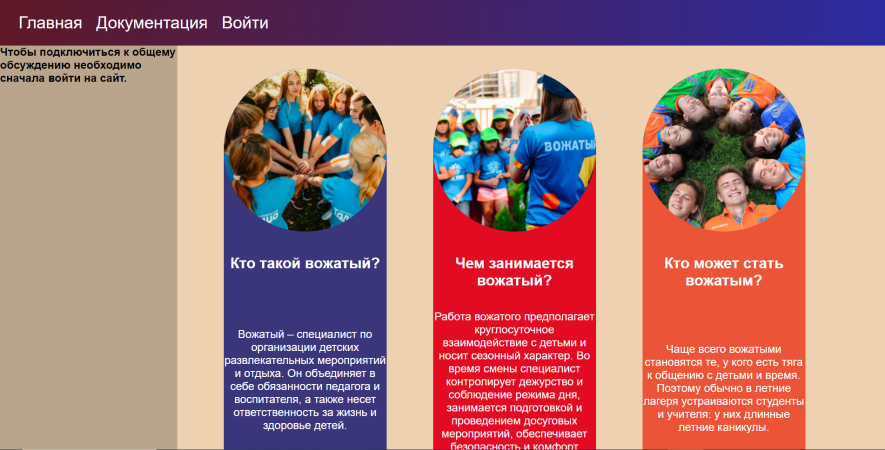 Главная Документация Войти
Чтобы подключиться к общему
обсуждению необходимо
сначала войти на сайт.
ВОЖАТЫЙ
Кто такой вожатый?
Вожатый – специалист по
организации детских
развлекательных мероприятий
и отдыха. Он объединяет в
себе обязанности педагога и
воспитателя, а также несет
ответственность за жизнь и
здоровье детей.
Чем занимается
вожатый?
Работа вожатого предполагает
круглосуточное
взаимодействие с детьми и
носит сезонный характер. Во
время смены специалист
контролирует дежурство и
соблюдение режима дня,
занимается подготовкой и
проведением досуговых
мероприятий, обеспечивает
безопасность и комфорт
Кто может стать
вожатым?
Чаще всего вожатыми
становятся те, у кого есть тяга
к общению с детьми и время.
Поэтому обычно в летние
лагеря устраиваются студенты
и учителя: у них длинные
летние каникулы.